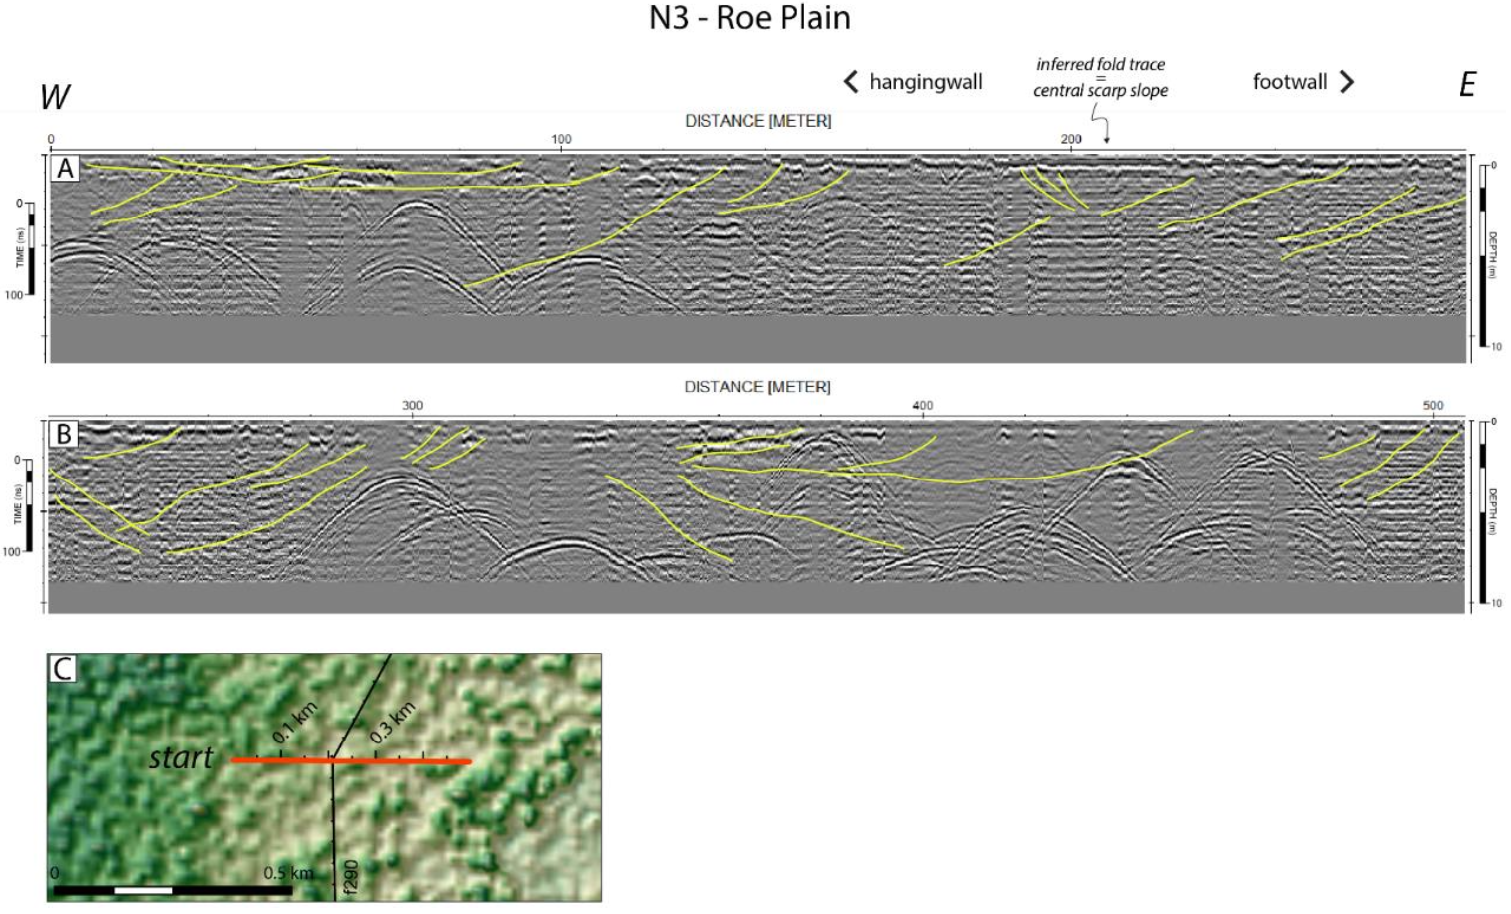 N3 - Roe Plain
W
hangingwall
inferred fold trace
=
central scarp slope
footwall
E
DISTANCE [METER]
0 100 200
A
0
100
TIME (ns)
0
10
DEPTH (m)
DISTANCE [METER]
300 400 500
B
0
100
TIME (ns)
0
10
DEPTH (m)
C
start
0.1 km
0.3 km
0 0.5 km
f290